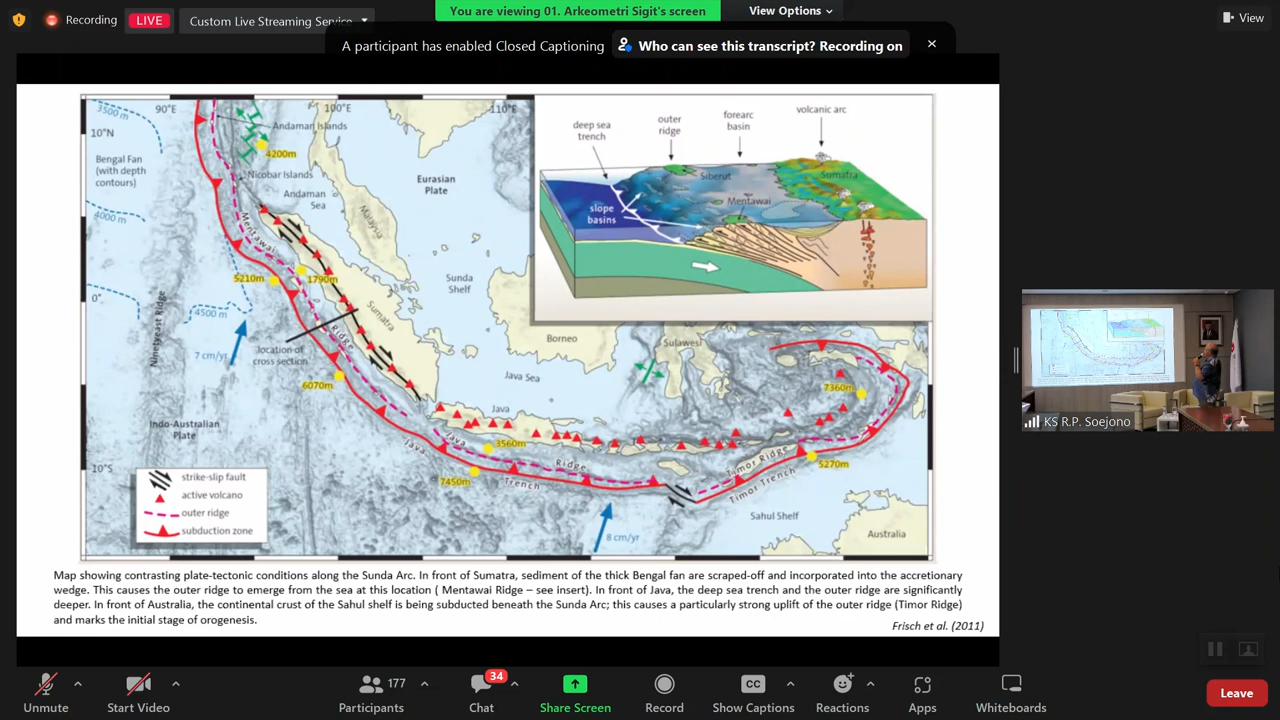 Recording
LIVE
Custom Live Streaming Service
You are viewing 01. Arkeometri Sigit's screen
View Options
View
A participant has enabled Closed Captioning
Who can see this transcript? Recording on
3500 m
90°E
100°E
110°E
10°N
Andaman Islands
4200m
Bengal Fan
(with depth
contours)
Nicobar Islands
Andaman
Sea
4000 m
Eurasian
Plate
Malaysia
Mentawai
5210m
1790m
Sunda
Shelf
0°
4500 m
Sumatra
Ninetyeast Ridge
Ridge
7 cm/yr
location of
cross section
Borneo
Sulawesi
6070m
Java Sea
7360m
Java
Indo-Australian
Plate
Java
Java
3560m
Ridge
10°S
7450m
Trench
Timor Ridge
Timor Trench
5270m
8 cm/yr
Sahul Shelf
Australia
strike-slip fault
active volcano
outer ridge
subduction zone
deep sea
trench
outer
ridge
forearc
basin
volcanic arc
Siberut
Sumatra
Mentawai
slope
basins
Map showing contrasting plate-tectonic conditions along the Sunda Arc. In front of Sumatra, sediment of the thick Bengal fan are scraped-off and incorporated into the accretionary
wedge. This causes the outer ridge to emerge from the sea at this location ( Mentawai Ridge – see insert). In front of Java, the deep sea trench and the outer ridge are significantly
deeper. In front of Australia, the continental crust of the Sahul shelf is being subducted beneath the Sunda Arc; this causes a particularly strong uplift of the outer ridge (Timor Ridge)
and marks the initial stage of orogenesis.
Frisch et al. (2011)
KS R.P. Soejono
Unmute
Start Video
177
Participants
34
Chat
Share Screen
Record
CC
Show Captions
Reactions
Apps
Whiteboards
Leave